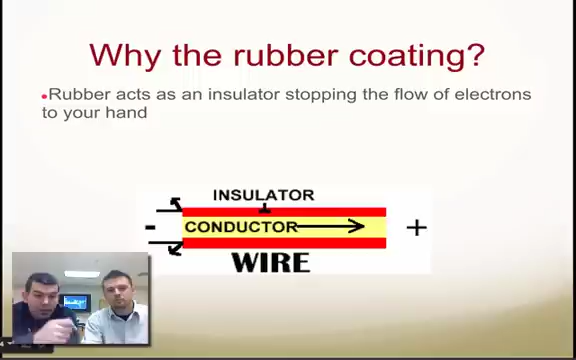 Why the rubber coating?
•Rubber acts as an insulator stopping the flow of electrons
to your hand
INSULATOR
- CONDUCTOR +
WIRE